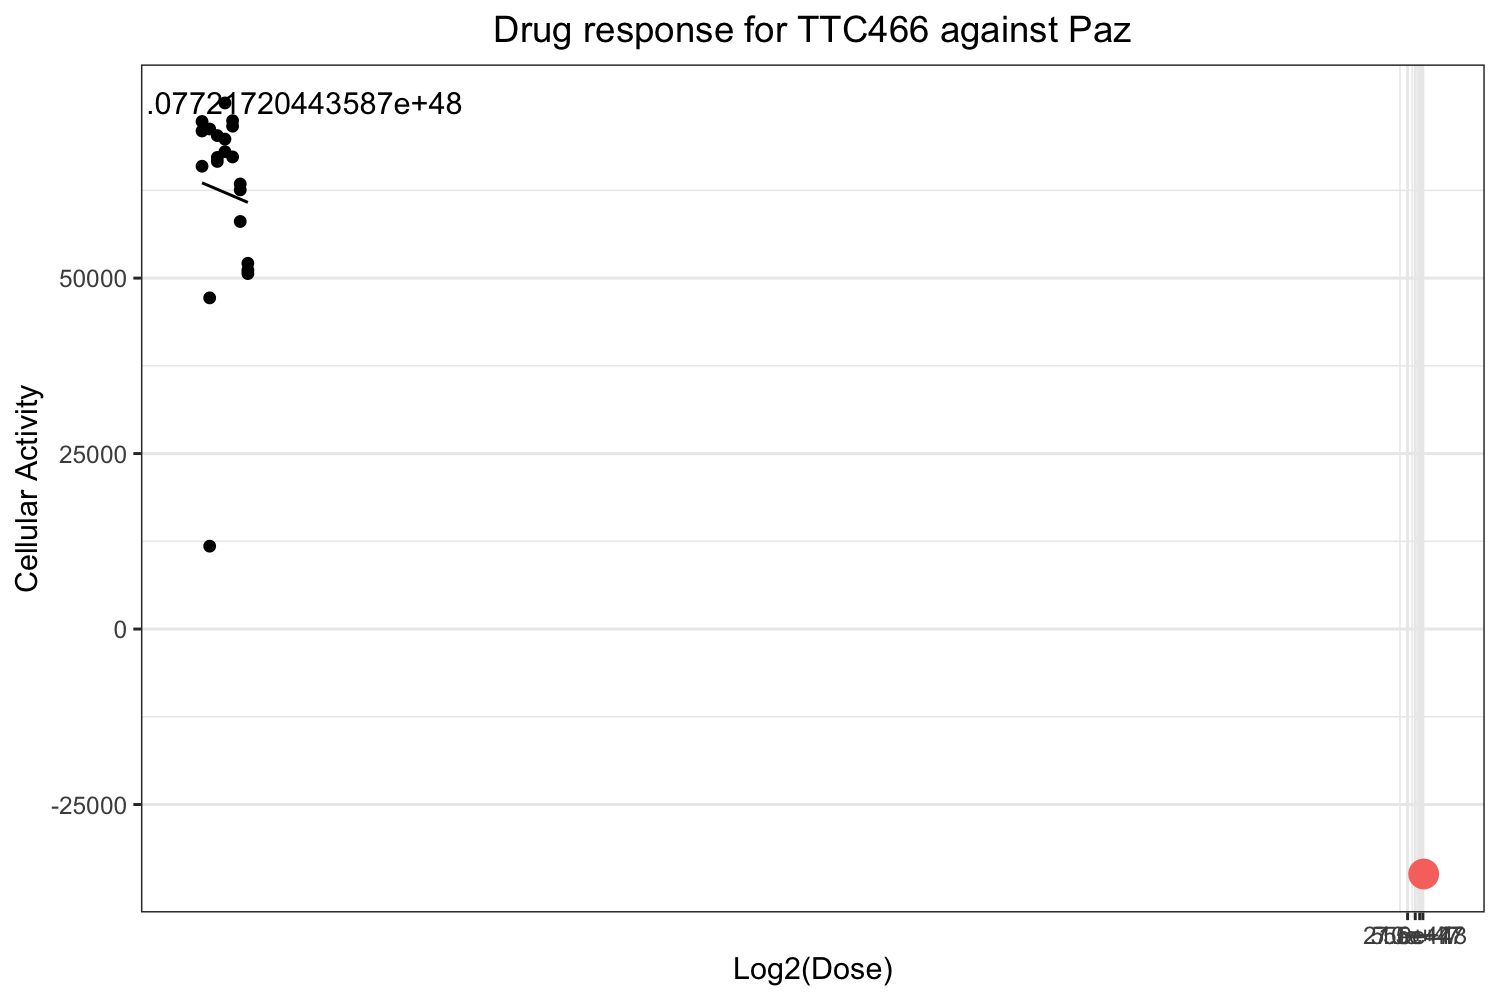 Drug response for TTC466 against Paz
.07721720443587e+48
50000
25000
0
-25000
Cellular Activity
Log2(Dose)